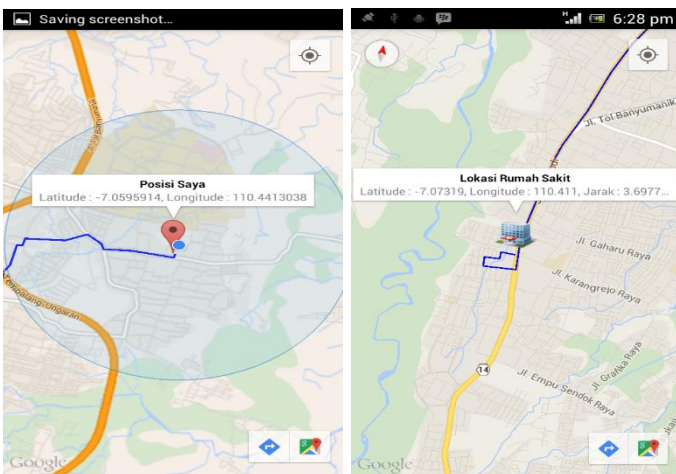 Saving screenshot...
Posisi Saya
Latitude : -7.0595914, Longitude : 110.4413038
Tembalang-Ungaran
Google
H
6:28 pm
Jl. Tol Banyumanik
Lokasi Rumah Sakit
Latitude : -7.07319, Longitude : 110.411, Jarak : 3.6977...
Jl. Gaharu Raya
Jl. Karangrejo Raya
14
Jl. Grafika Raya
Jl. Empu Sendok Raya
Google